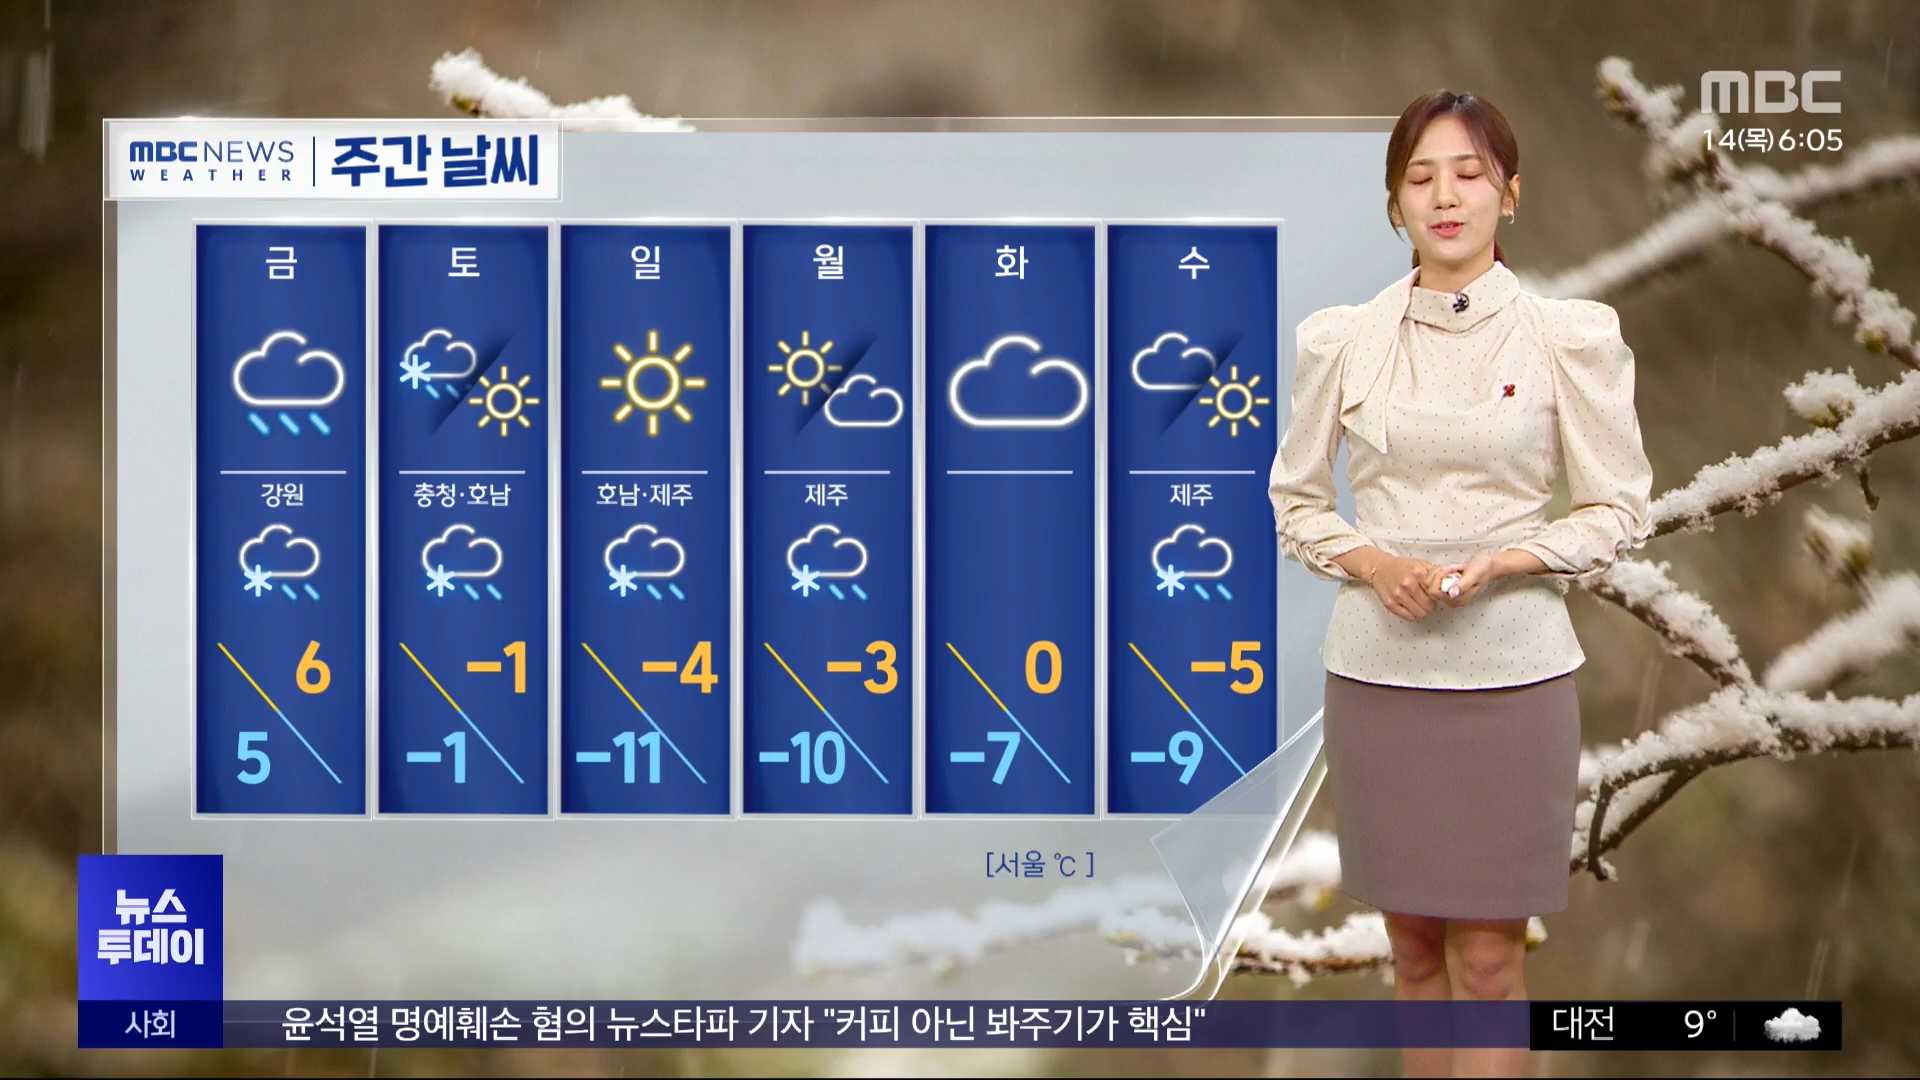 MBC
14(목) 6:05
MBC NEWS
WEATHER
주간 날씨
금 토 일 월 화 수
강원 충청·호남 호남·제주 제주 제주
6 -1 -4 -3 0 -5
5 -1 -11 -10 -7 -9
[서울 ℃ ]
뉴스
투데이
사회 윤석열 명예훼손 혐의 뉴스타파 기자 "커피 아닌 봐주기가 핵심" 대전 9°